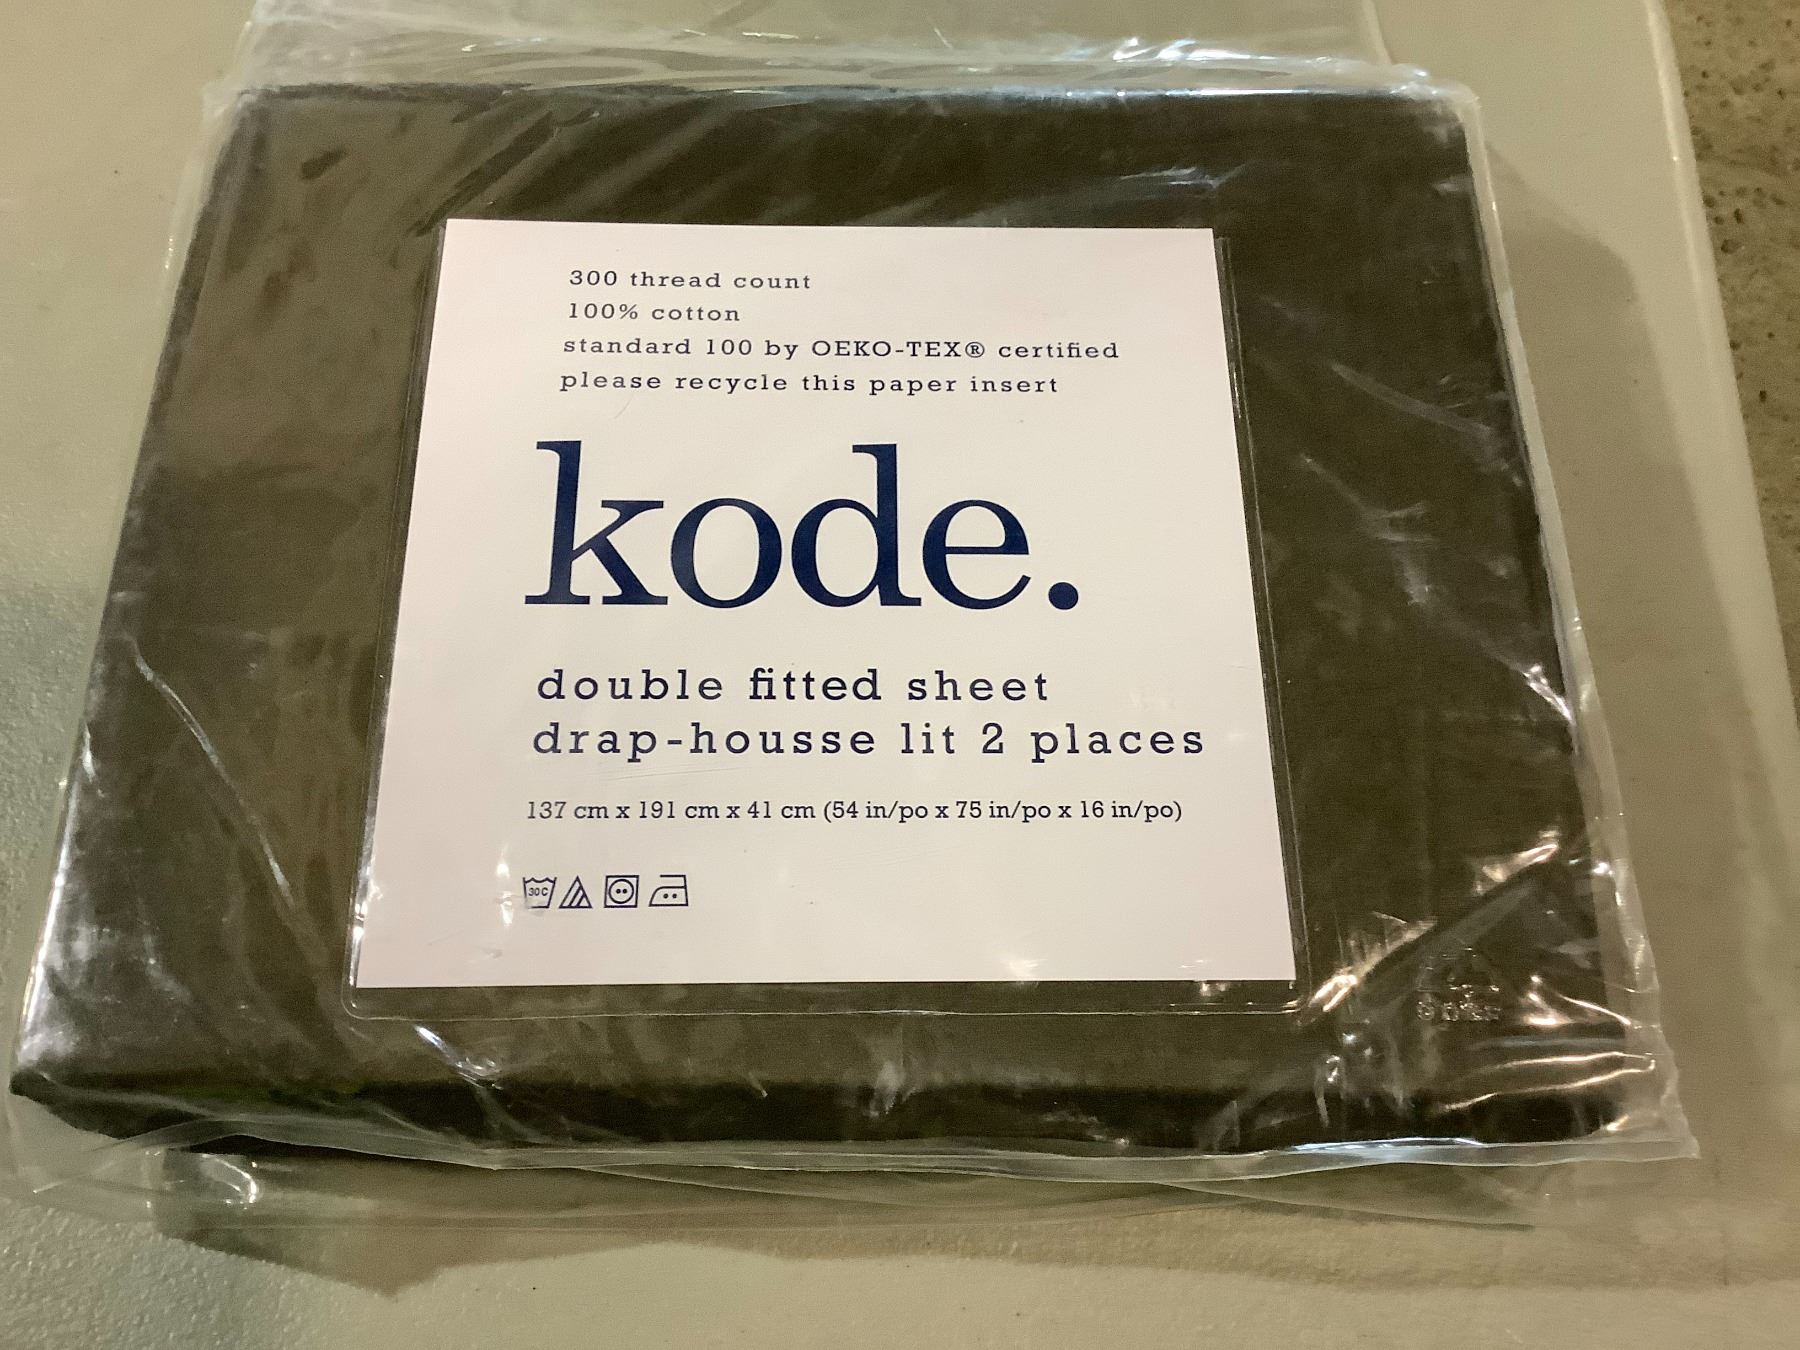 300 thread count
100% cotton
standard 100 by OEKO-TEX® certified
please recycle this paper insert
kode.
double fitted sheet
drap-housse lit 2 places
137 cm x 191 cm x 41 cm (54 in/po x 75 in/po x 16 in/po)
30C